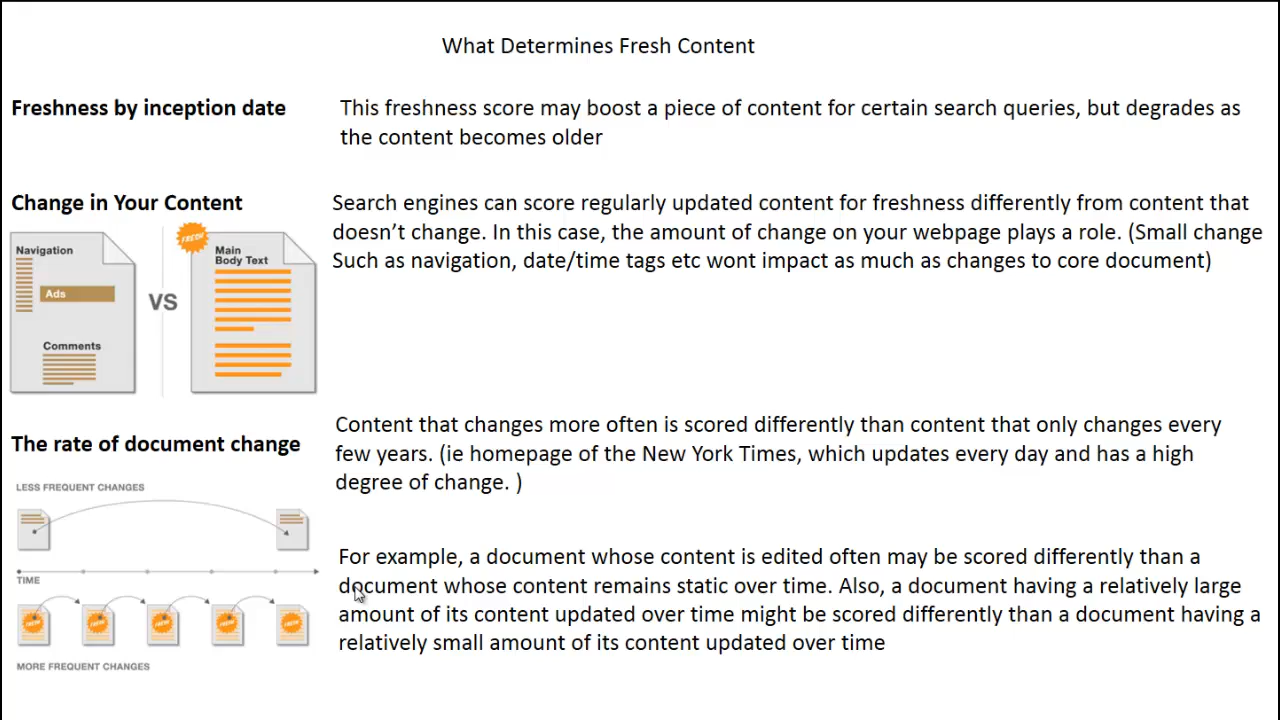 What Determines Fresh Content
Freshness by inception date
This freshness score may boost a piece of content for certain search queries, but degrades as
the content becomes older
Change in Your Content
Search engines can score regularly updated content for freshness differently from content that
doesn’t change. In this case, the amount of change on your webpage plays a role. (Small change
Such as navigation, date/time tags etc wont impact as much as changes to core document)
Navigation
Ads
Comments
VS
FRESH
Main
Body Text
The rate of document change
Content that changes more often is scored differently than content that only changes every
few years. (ie homepage of the New York Times, which updates every day and has a high
degree of change. )
LESS FREQUENT CHANGES
TIME
FRESH
FRESH
FRESH
FRESH
FRESH
MORE FREQUENT CHANGES
For example, a document whose content is edited often may be scored differently than a
document whose content remains static over time. Also, a document having a relatively large
amount of its content updated over time might be scored differently than a document having a
relatively small amount of its content updated over time